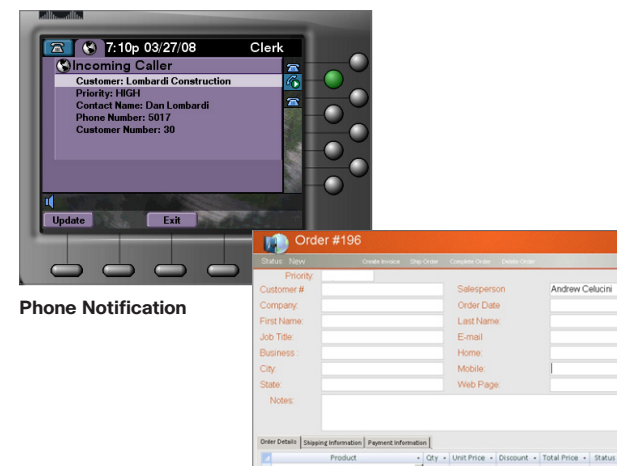 7:10p 03/27/08 Clerk
Incoming Caller
Customer: Lombardi Construction
Priority: HIGH
Contact Name: Dan Lombardi
Phone Number: 5017
Customer Number: 30
Update Exit
Phone Notification
Order #196
Status: New Create Invoice Ship Order Complete Order Delete Order
Priority:
Customer # Salesperson Andrew Celucini
Company: Order Date
First Name: Last Name:
Job Title: E-mail
Business : Home:
City: Mobile:
State: Web Page:
Notes:
Order Details Shipping Information Payment Information
Product Qty Unit Price Discount Total Price Status